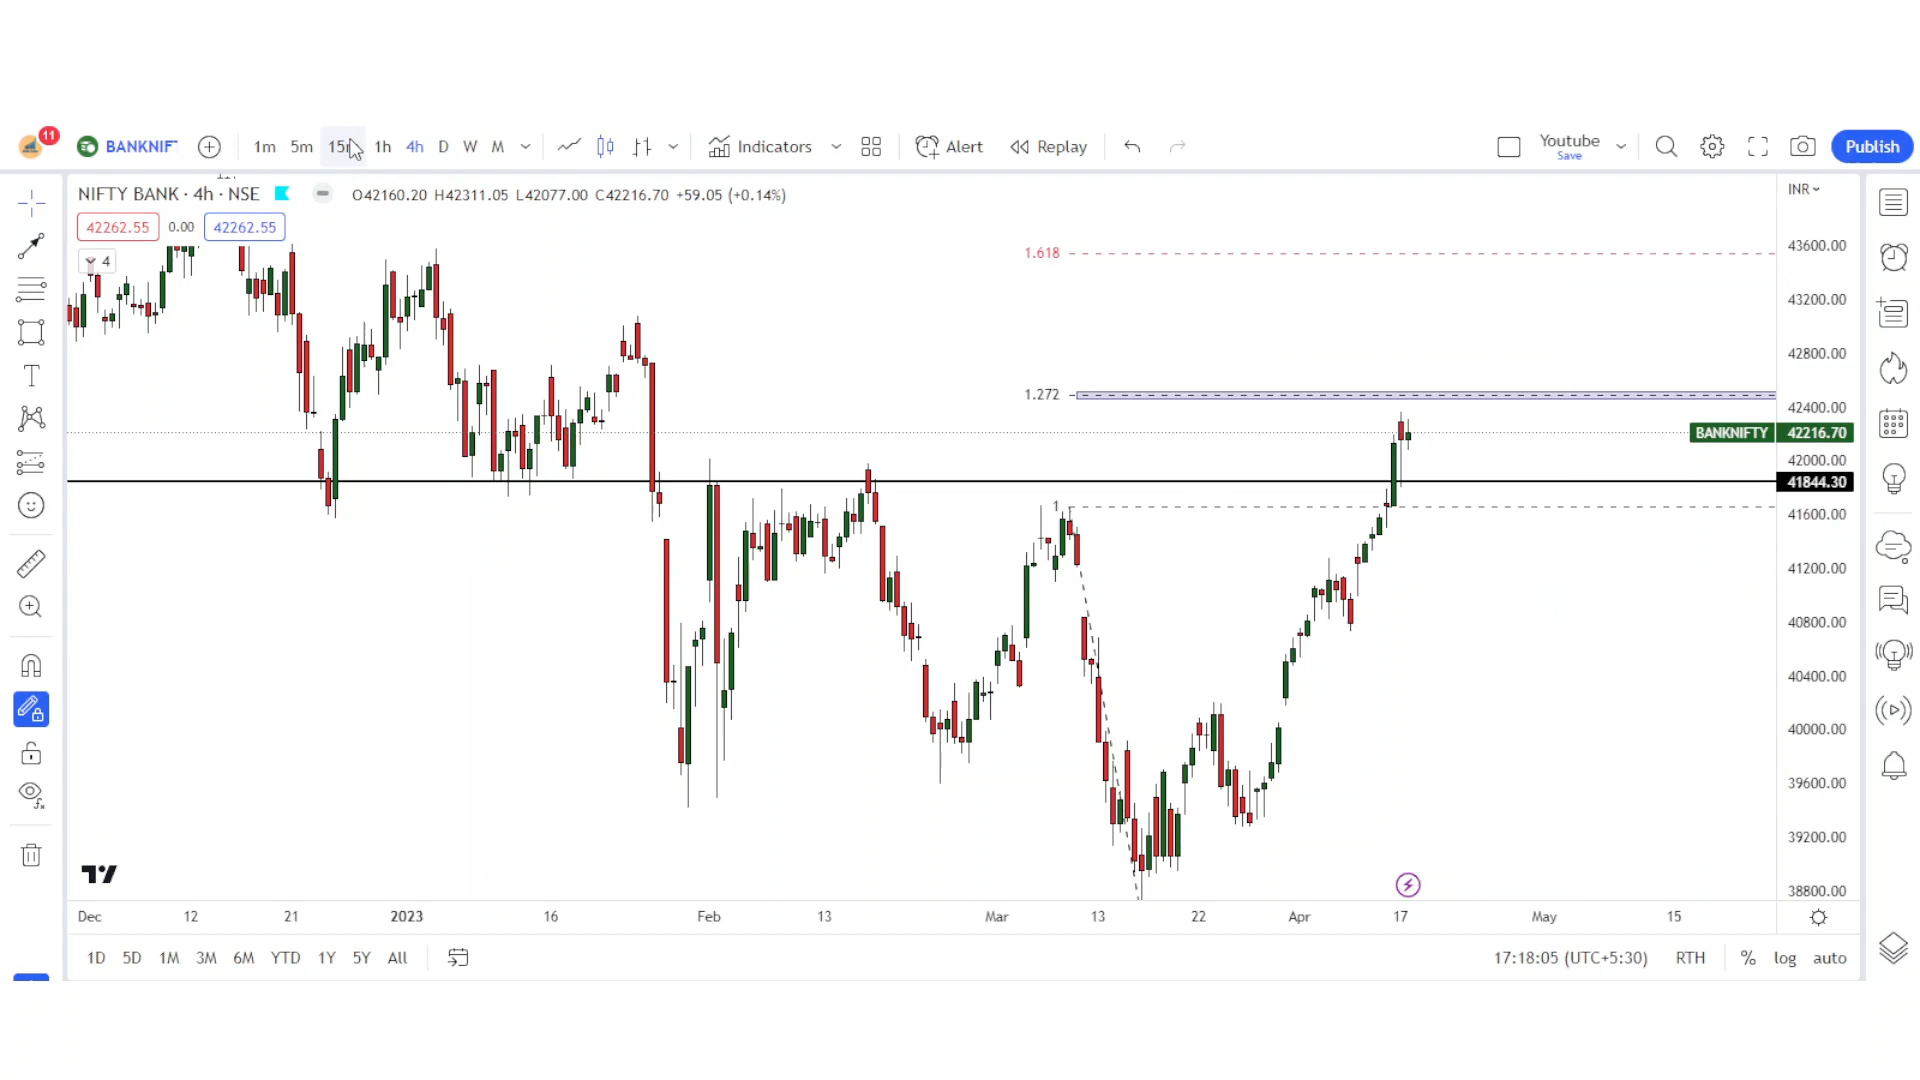 11
BANKNIF
1m 5m 15m 1h 4h D W M
Indicators
Alert
Replay
Youtube
Save
Publish
NIFTY BANK · 4h · NSE
O42160.20 H42311.05 L42077.00 C42216.70 +59.05 (+0.14%)
INR
42262.55 0.00 42262.55
4
1.618
1.272
1
43600.00
43200.00
42800.00
42400.00
BANKNIFTY 42216.70
42000.00
41844.30
41600.00
41200.00
40800.00
40400.00
40000.00
39600.00
39200.00
38800.00
Dec 12 21 2023 16 Feb 13 Mar 13 22 Apr 17 May 15
1D 5D 1M 3M 6M YTD 1Y 5Y All
17:18:05 (UTC+5:30) RTH % log auto